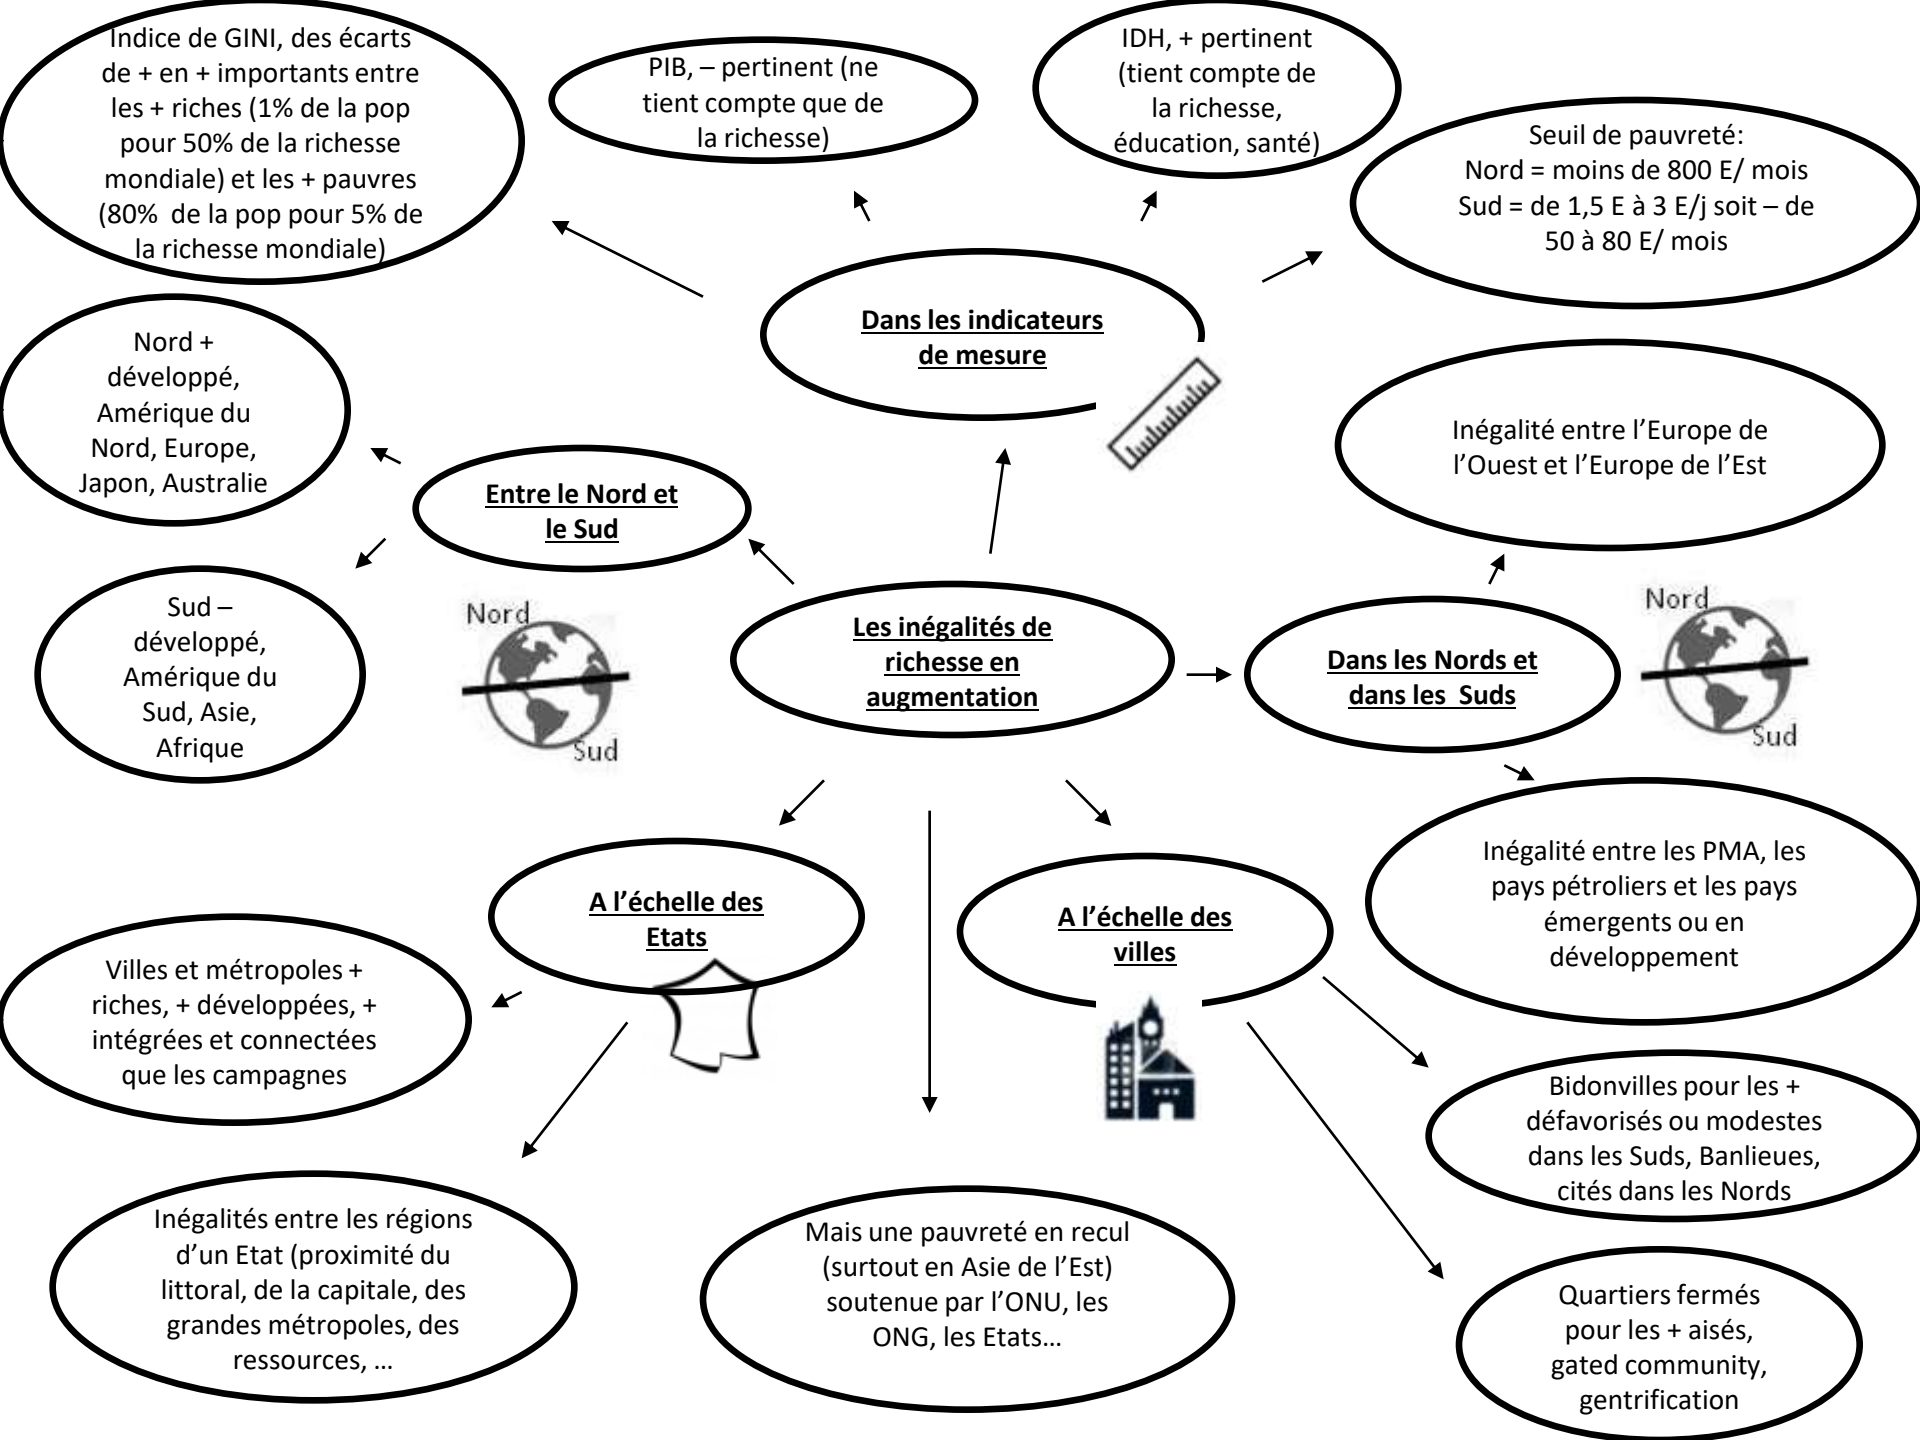 Indice de GINI, des écarts
de + en + importants entre
les + riches (1% de la pop
pour 50% de la richesse
mondiale) et les + pauvres
(80% de la pop pour 5% de
la richesse mondiale)
PIB, – pertinent (ne
tient compte que de
la richesse)
IDH, + pertinent
(tient compte de
la richesse,
éducation, santé)
Seuil de pauvreté:
Nord = moins de 800 E/ mois
Sud = de 1,5 E à 3 E/j soit – de
50 à 80 E/ mois
Dans les indicateurs
de mesure
Nord +
développé,
Amérique du
Nord, Europe,
Japon, Australie
Entre le Nord et
le Sud
Inégalité entre l’Europe de
l’Ouest et l’Europe de l’Est
Sud –
développé,
Amérique du
Sud, Asie,
Afrique
Nord
Sud
Les inégalités de
richesse en
augmentation
Dans les Nords et
dans les Suds
Nord
Sud
A l’échelle des
Etats
A l’échelle des
villes
Inégalité entre les PMA, les
pays pétroliers et les pays
émergents ou en
développement
Villes et métropoles +
riches, + développées, +
intégrées et connectées
que les campagnes
Bidonvilles pour les +
défavorisés ou modestes
dans les Suds, Banlieues,
cités dans les Nords
Inégalités entre les régions
d’un Etat (proximité du
littoral, de la capitale, des
grandes métropoles, des
ressources, …
Mais une pauvreté en recul
(surtout en Asie de l’Est)
soutenue par l’ONU, les
ONG, les Etats…
Quartiers fermés
pour les + aisés,
gated community,
gentrification